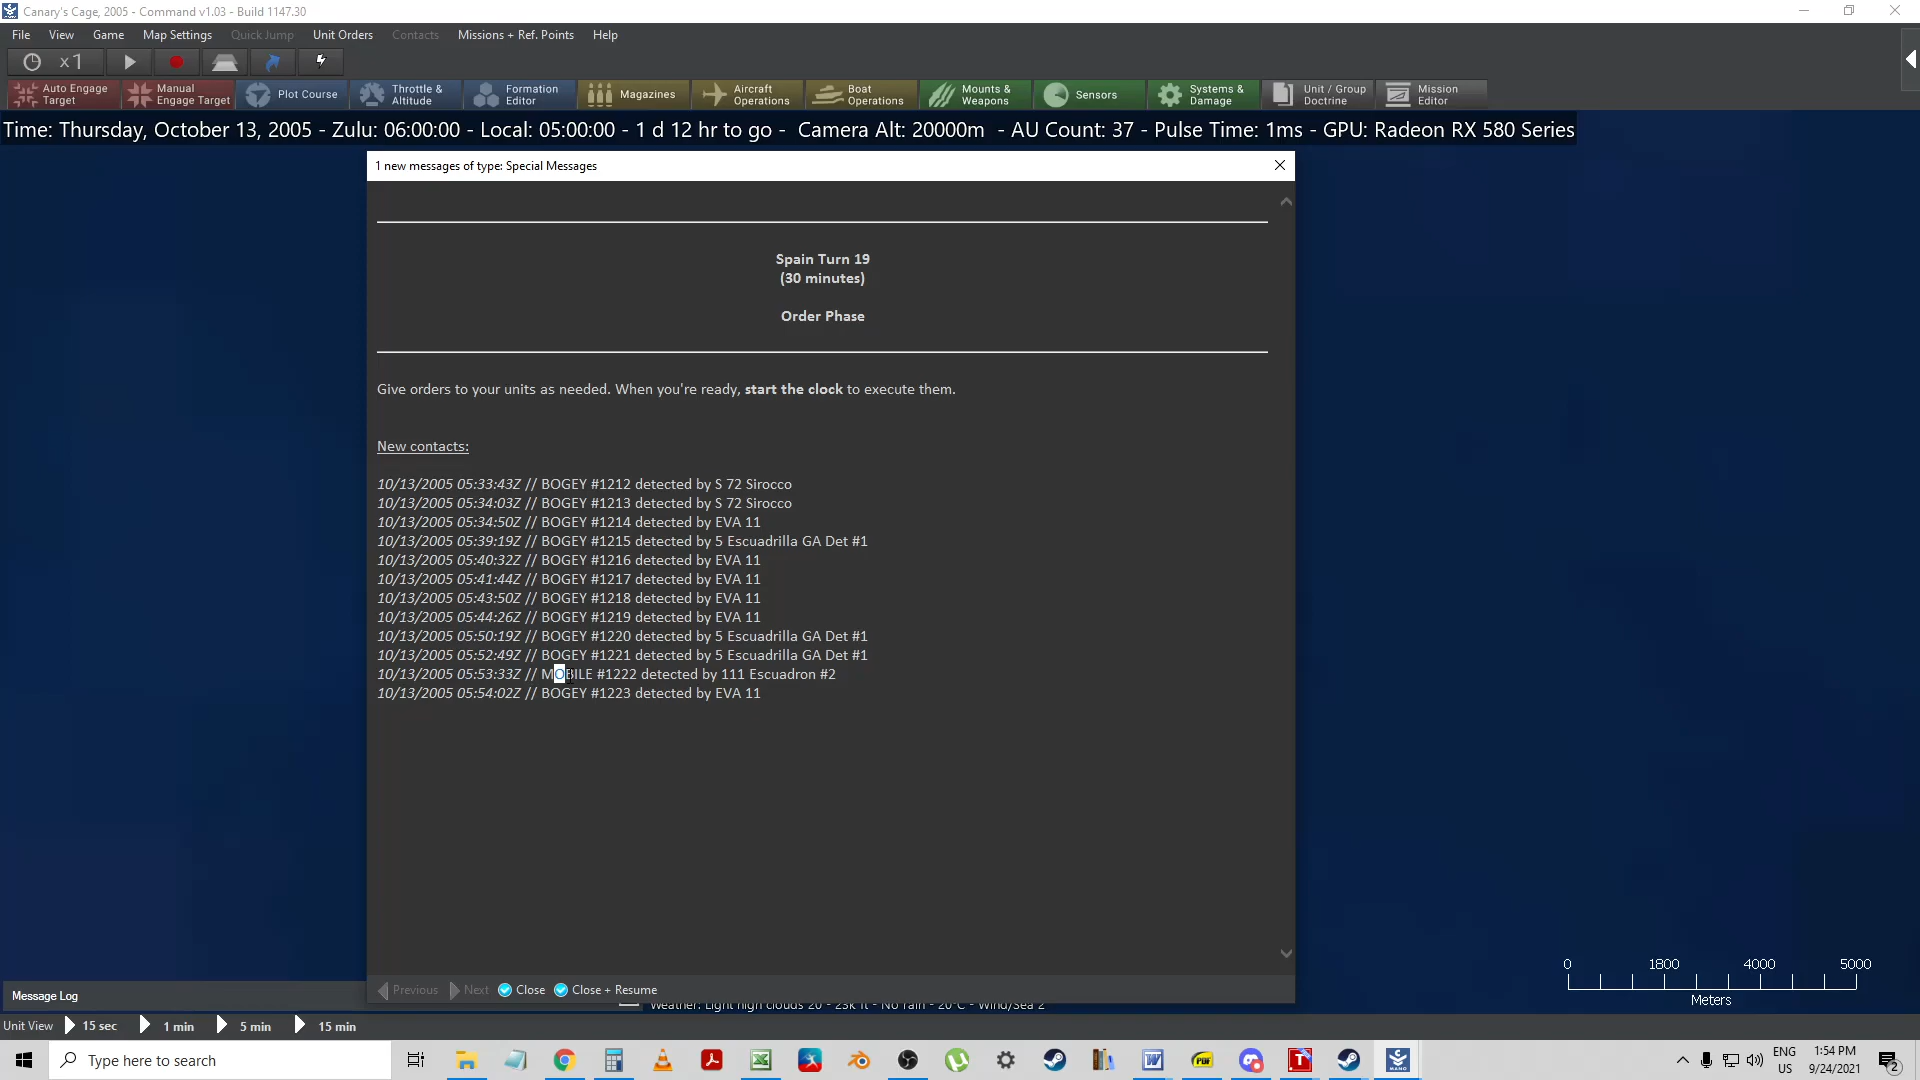 Canary's Cage, 2005 - Command v1.03 - Build 1147.30
File View Game Map Settings Quick Jump Unit Orders Contacts Missions + Ref. Points Help
x1
Auto Engage Target
Manual Engage Target
Plot Course
Throttle & Altitude
Formation Editor
Magazines
Aircraft Operations
Boat Operations
Mounts & Weapons
Sensors
Systems & Damage
Unit / Group Doctrine
Mission Editor
Time: Thursday, October 13, 2005 - Zulu: 06:00:00 - Local: 05:00:00 - 1 d 12 hr to go - Camera Alt: 20000m - AU Count: 37 - Pulse Time: 1ms - GPU: Radeon RX 580 Series
1 new messages of type: Special Messages
Spain Turn 19
(30 minutes)
Order Phase
Give orders to your units as needed. When you're ready, start the clock to execute them.
New contacts:
10/13/2005 05:33:43Z // BOGEY #1212 detected by S 72 Sirocco
10/13/2005 05:34:03Z // BOGEY #1213 detected by S 72 Sirocco
10/13/2005 05:34:50Z // BOGEY #1214 detected by EVA 11
10/13/2005 05:39:19Z // BOGEY #1215 detected by 5 Escuadrilla GA Det #1
10/13/2005 05:40:32Z // BOGEY #1216 detected by EVA 11
10/13/2005 05:41:44Z // BOGEY #1217 detected by EVA 11
10/13/2005 05:43:50Z // BOGEY #1218 detected by EVA 11
10/13/2005 05:44:26Z // BOGEY #1219 detected by EVA 11
10/13/2005 05:50:19Z // BOGEY #1220 detected by 5 Escuadrilla GA Det #1
10/13/2005 05:52:49Z // BOGEY #1221 detected by 5 Escuadrilla GA Det #1
10/13/2005 05:53:33Z // MOBILE #1222 detected by 111 Escuadron #2
10/13/2005 05:54:02Z // BOGEY #1223 detected by EVA 11
0 1800 4000 5000
Meters
Previous Next Close Close + Resume
Message Log
Weather: Light high clouds 20 - 25k ft - No rain - 20°C - Wind/Sea 2
Unit View 15 sec 1 min 5 min 15 min
Type here to search
ENG
US
1:54 PM
9/24/2021
2